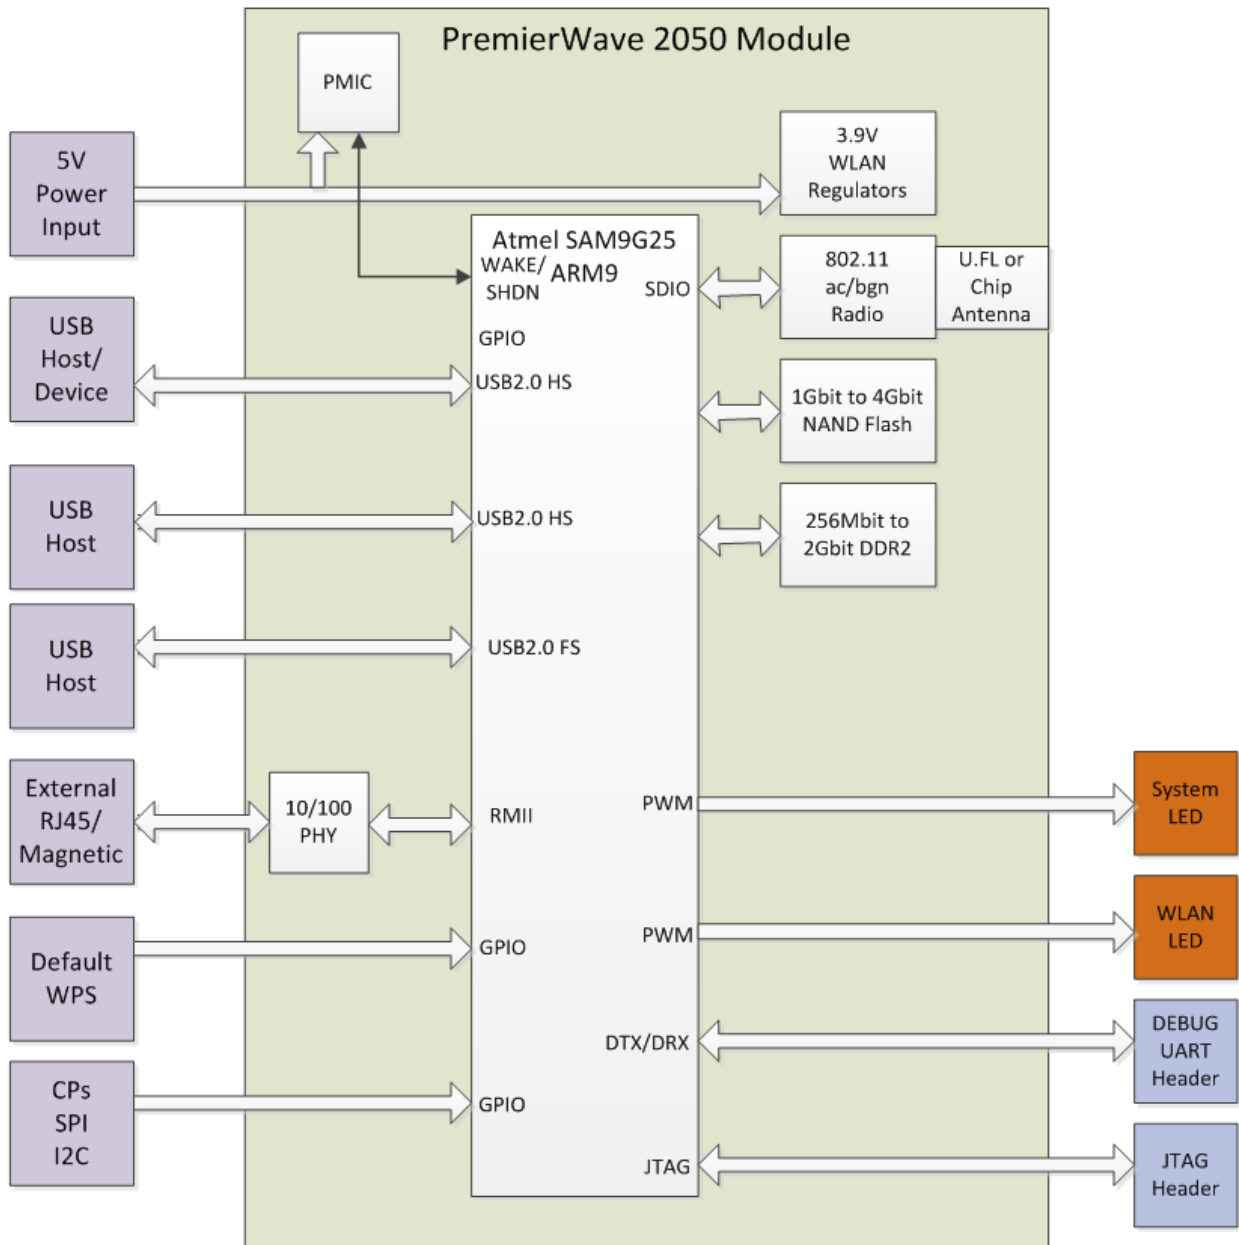 PremierWave 2050 Module
PMIC
5V
Power
Input
3.9V
WLAN
Regulators
Atmel SAM9G25
ARM9
WAKE/
SHDN
SDIO
802.11
ac/bgn
Radio
U.FL or
Chip
Antenna
USB
Host/
Device
GPIO
USB2.0 HS
1Gbit to 4Gbit
NAND Flash
USB
Host
USB2.0 HS
256Mbit to
2Gbit DDR2
USB
Host
USB2.0 FS
External
RJ45/
Magnetic
10/100
PHY
RMII
PWM
System
LED
Default
WPS
GPIO
PWM
WLAN
LED
DTX/DRX
DEBUG
UART
Header
CPs
SPI
I2C
GPIO
JTAG
JTAG
Header